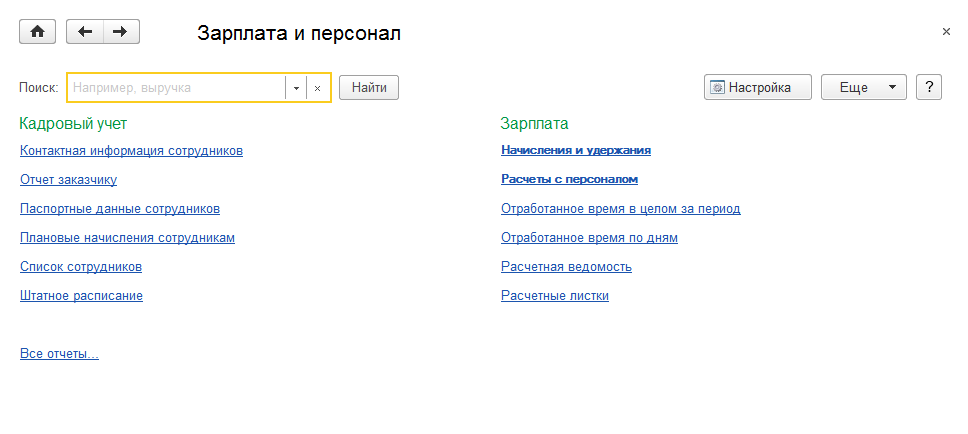 Зарплата и персонал
Поиск: Например, выручка Найти Настройка Еще ?
Кадровый учет
Контактная информация сотрудников
Отчет заказчику
Паспортные данные сотрудников
Плановые начисления сотрудникам
Список сотрудников
Штатное расписание
Все отчеты...
Зарплата
Начисления и удержания
Расчеты с персоналом
Отработанное время в целом за период
Отработанное время по дням
Расчетная ведомость
Расчетные листки